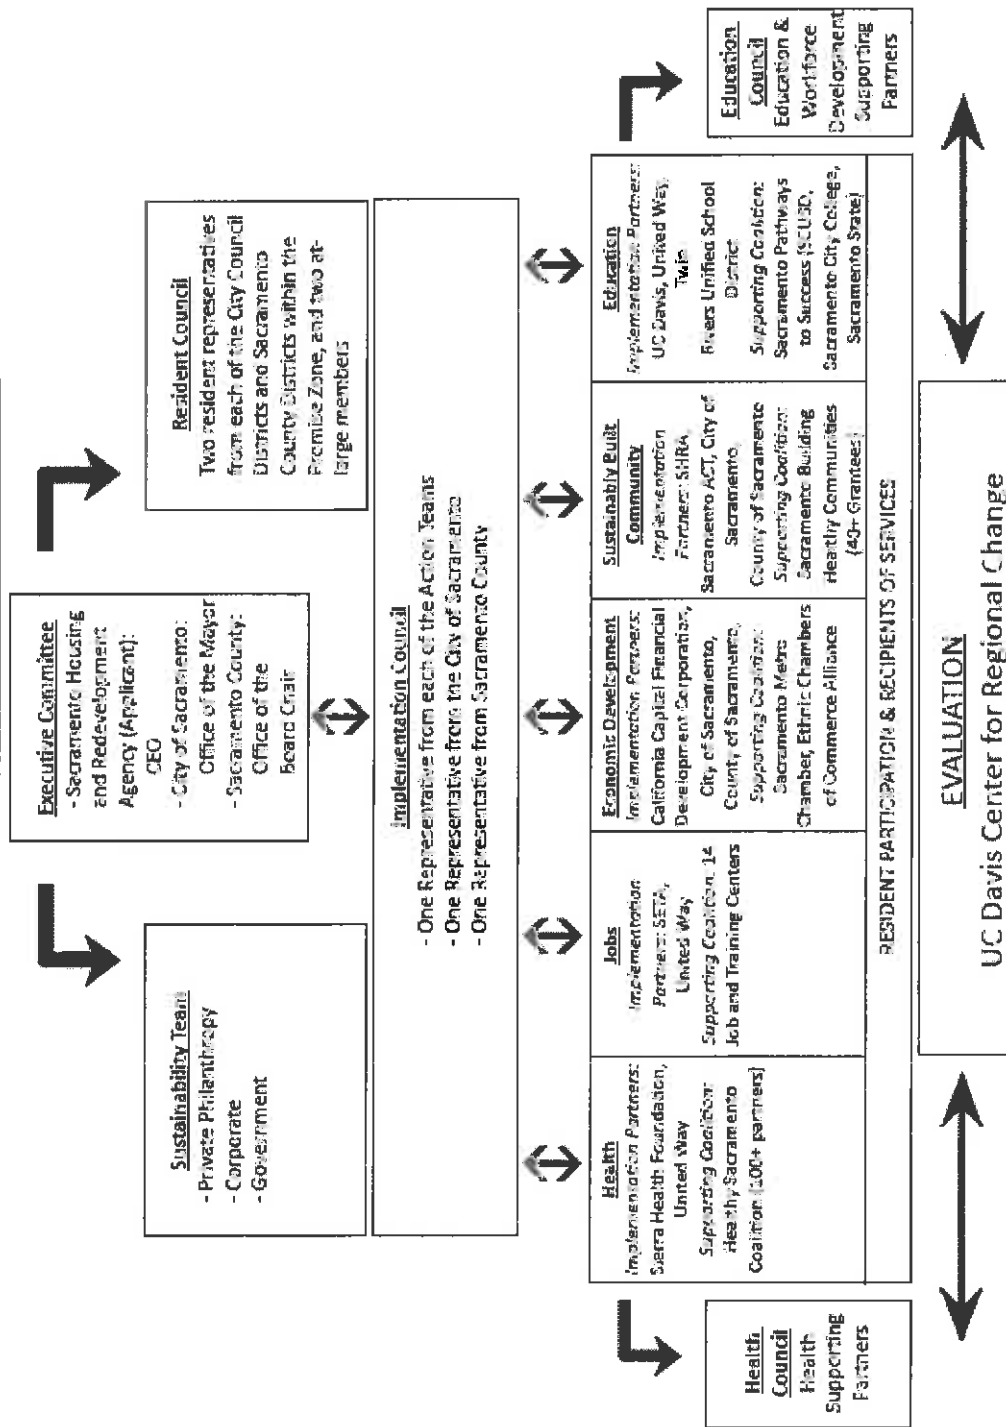 Executive Committee
- Sacramento Housing
and Redevelopment
Agency (Applicant):
CEO
- City of Sacramento:
Office of the Mayor
- Sacramento County:
Office of the
Board Chair
Sustainability Team
- Private Philanthropy
- Corporate
- Government
Resident Council
Two resident representatives
from each of the City Council
Districts and Sacramento
County Districts within the
Promise Zone, and two at-
large members
Implementation Council
- One Representative from each of the Action Teams
- One Representative from the City of Sacramento
- One Representative from Sacramento County
Health
Implementation Partners:
Sierra Health Foundation,
United Way
Supporting Coalition:
Healthy Sacramento
Coalition (100+ partners)
Jobs
Implementation
Partners: SETA,
United Way
Supporting Coalition: 14
Job and Training Centers
Economic Development
Implementation Partners:
California Capital Financial
Development Corporation,
City of Sacramento,
County of Sacramento,
Supporting Coalition:
Sacramento Metro
Chamber, Ethnic Chambers
of Commerce Alliance
Sustainably Built
Community
Implementation
Partners: SHRA,
Sacramento ACT, City of
Sacramento,
County of Sacramento
Supporting Coalition:
Sacramento Building
Healthy Communities
(40+ Grantees)
Education
Implementation Partners:
UC Davis, United Way,
Twin
Rivers Unified School
District
Supporting Coalition:
Sacramento Pathways
to Success (SCUSD,
Sacramento City College,
Sacramento State)
Health
Council
Health
Supporting
Partners
Education
Council
Education &
Workforce
Development
Supporting
Partners
RESIDENT PARTICIPATION & RECIPIENTS OF SERVICES
EVALUATION
UC Davis Center for Regional Change